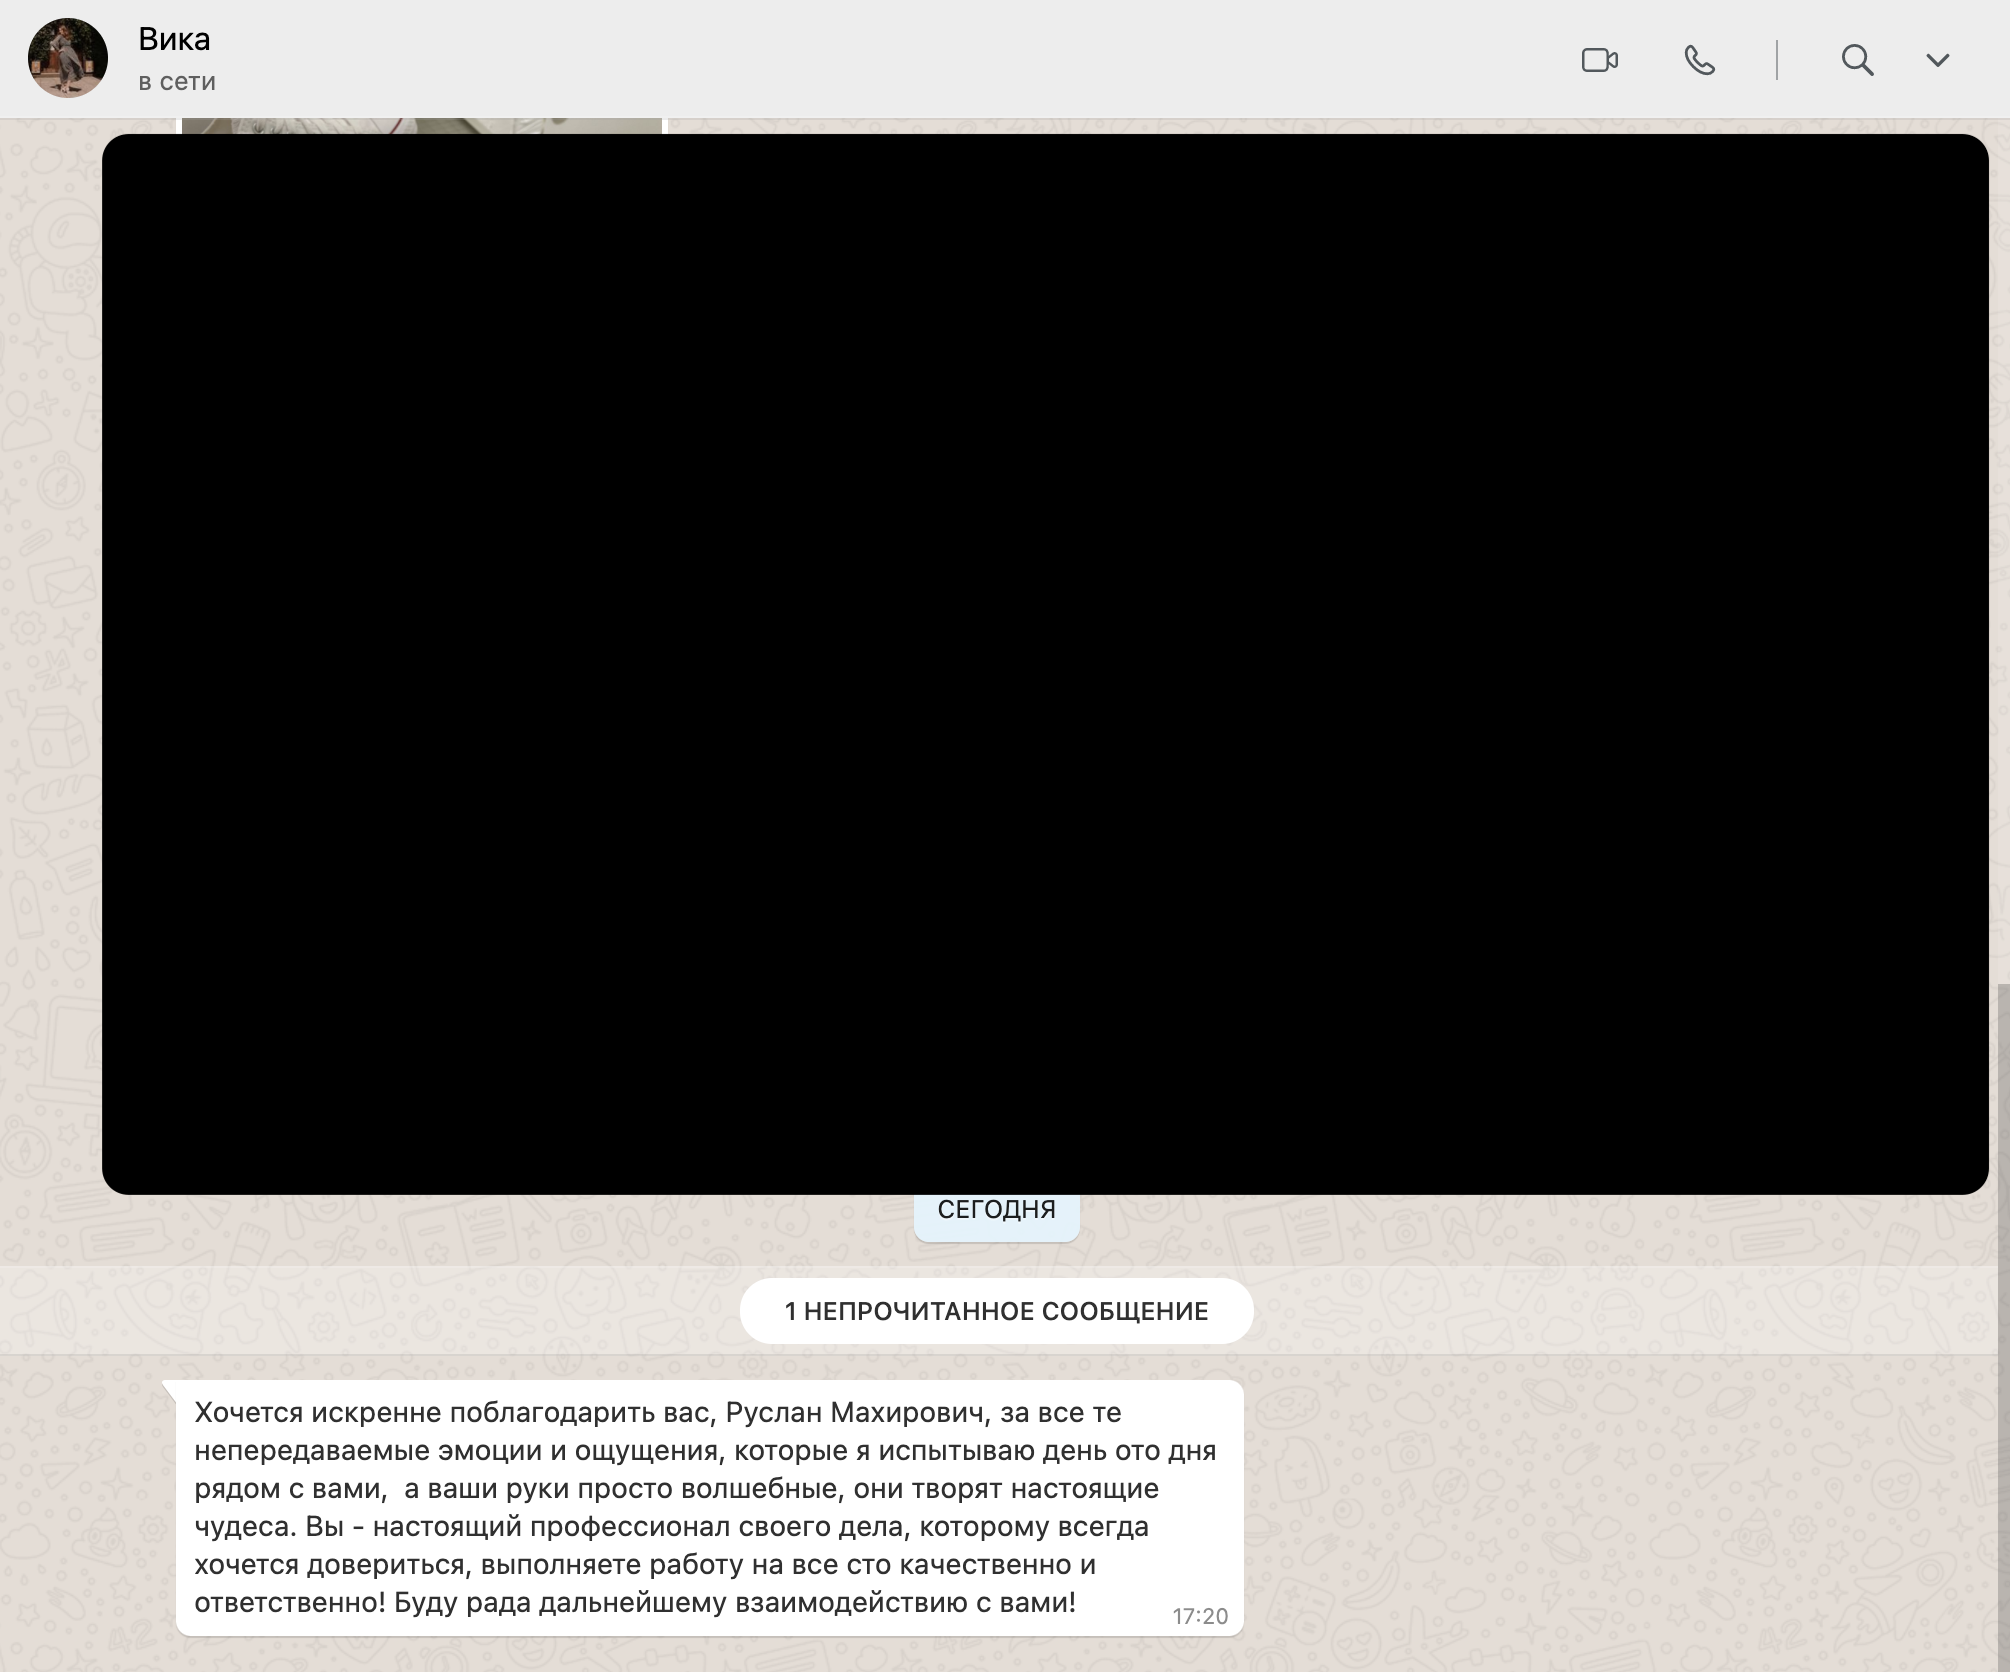 Вика
в сети
СЕГОДНЯ
1 НЕПРОЧИТАННОЕ СООБЩЕНИЕ
Хочется искренне поблагодарить вас, Руслан Махирович, за все те
непередаваемые эмоции и ощущения, которые я испытываю день ото дня
рядом с вами,  а ваши руки просто волшебные, они творят настоящие
чудеса. Вы - настоящий профессионал своего дела, которому всегда
хочется довериться, выполняете работу на все сто качественно и
ответственно! Буду рада дальнейшему взаимодействию с вами!
17:20